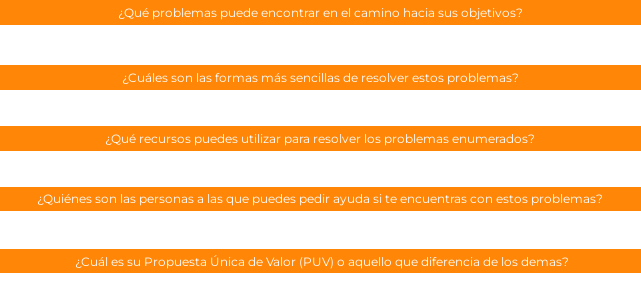 ¿Qué problemas puede encontrar en el camino hacia sus objetivos?
¿Cuáles son las formas más sencillas de resolver estos problemas?
¿Qué recursos puedes utilizar para resolver los problemas enumerados?
¿Quiénes son las personas a las que puedes pedir ayuda si te encuentras con estos problemas?
¿Cuál es su Propuesta Única de Valor (PUV) o aquello que diferencia de los demas?